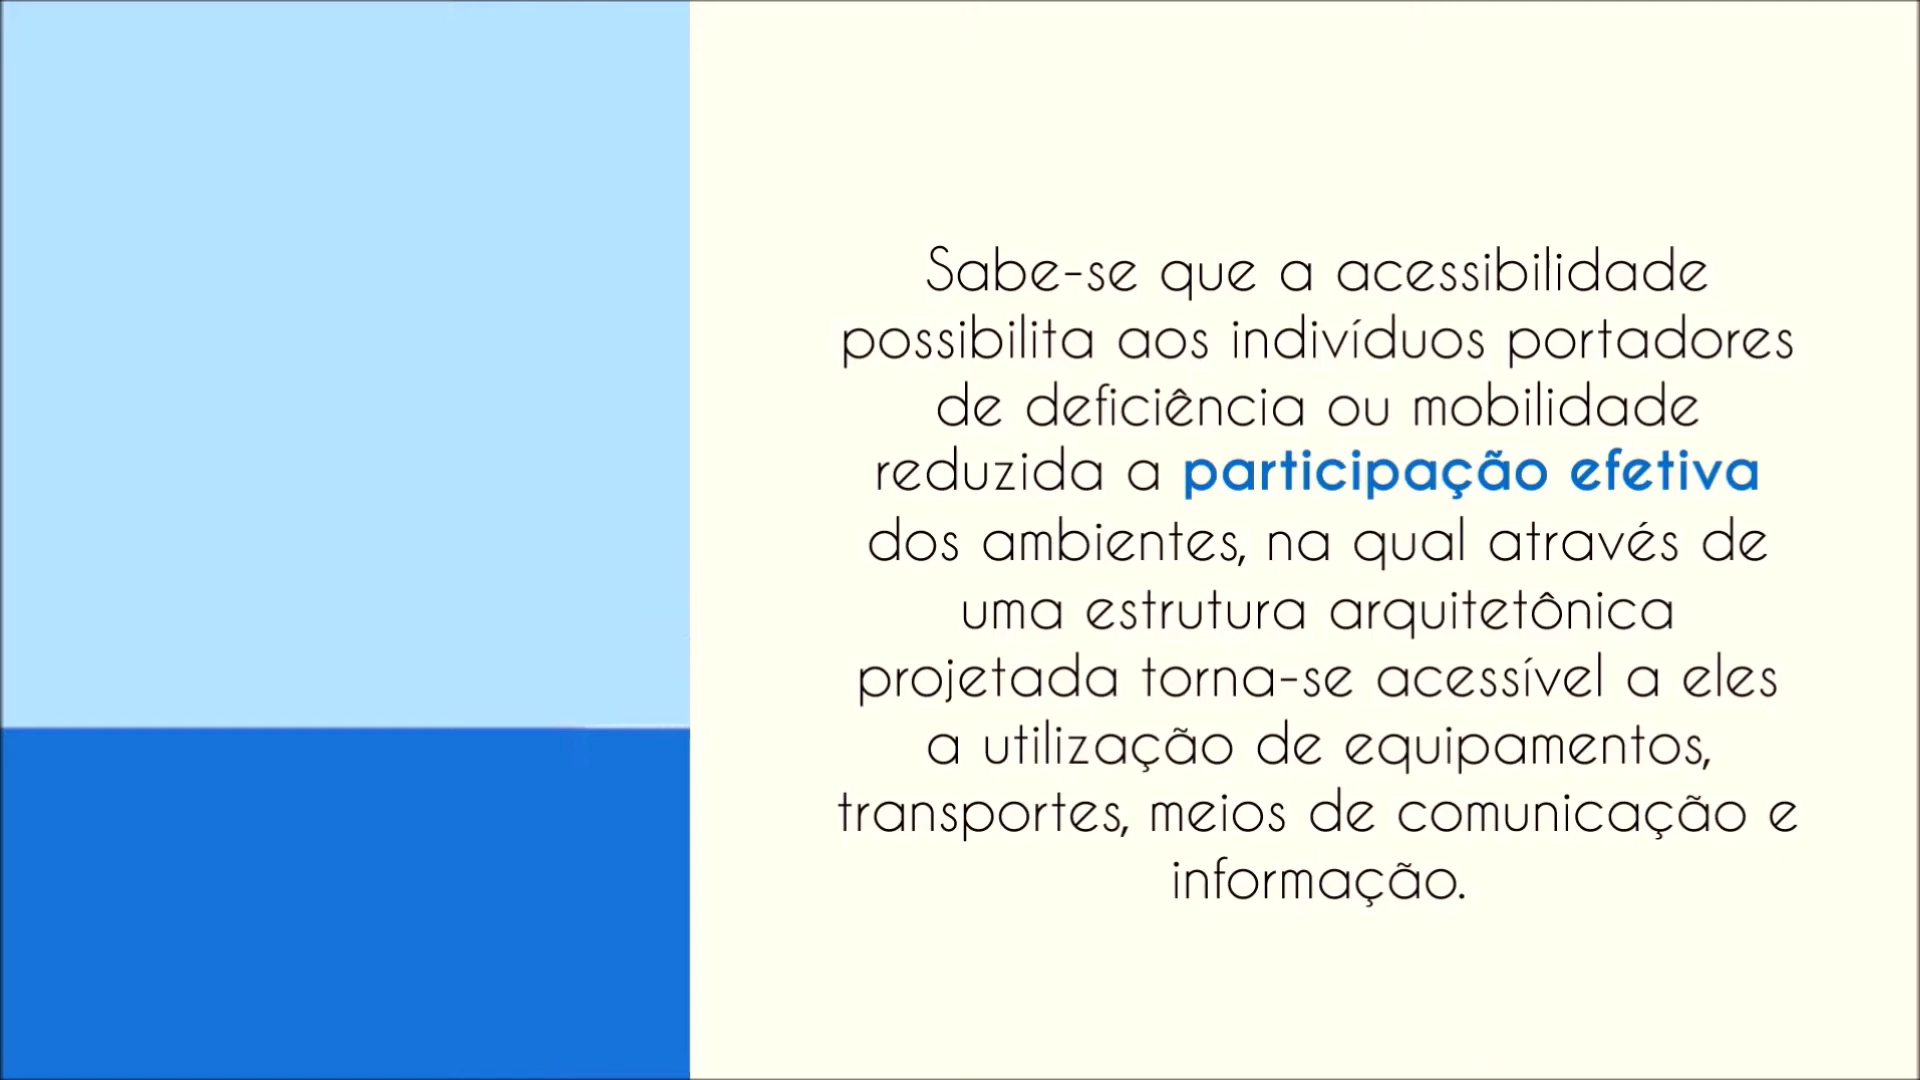 Sabe-se que a acessibilidade
possibilita aos indivíduos portadores
de deficiência ou mobilidade
reduzida a participação efetiva
dos ambientes, na qual através de
uma estrutura arquitetônica
projetada torna-se acessível a eles
a utilização de equipamentos,
transportes, meios de comunicação e
informação.